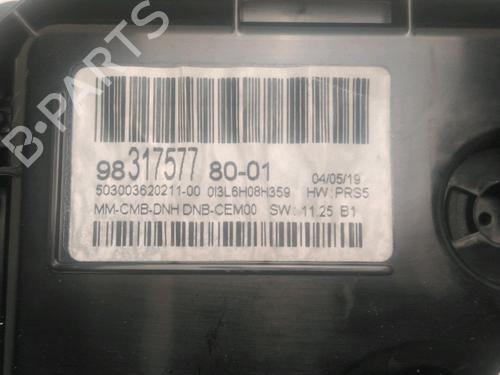 B-PARTS
98 317577 80-01
04/05/19
503003620211-00 0I3L6H08H359 HW:PRS5
MM-CMB-DNH DNB-CEM00 SW: 11.25 B1